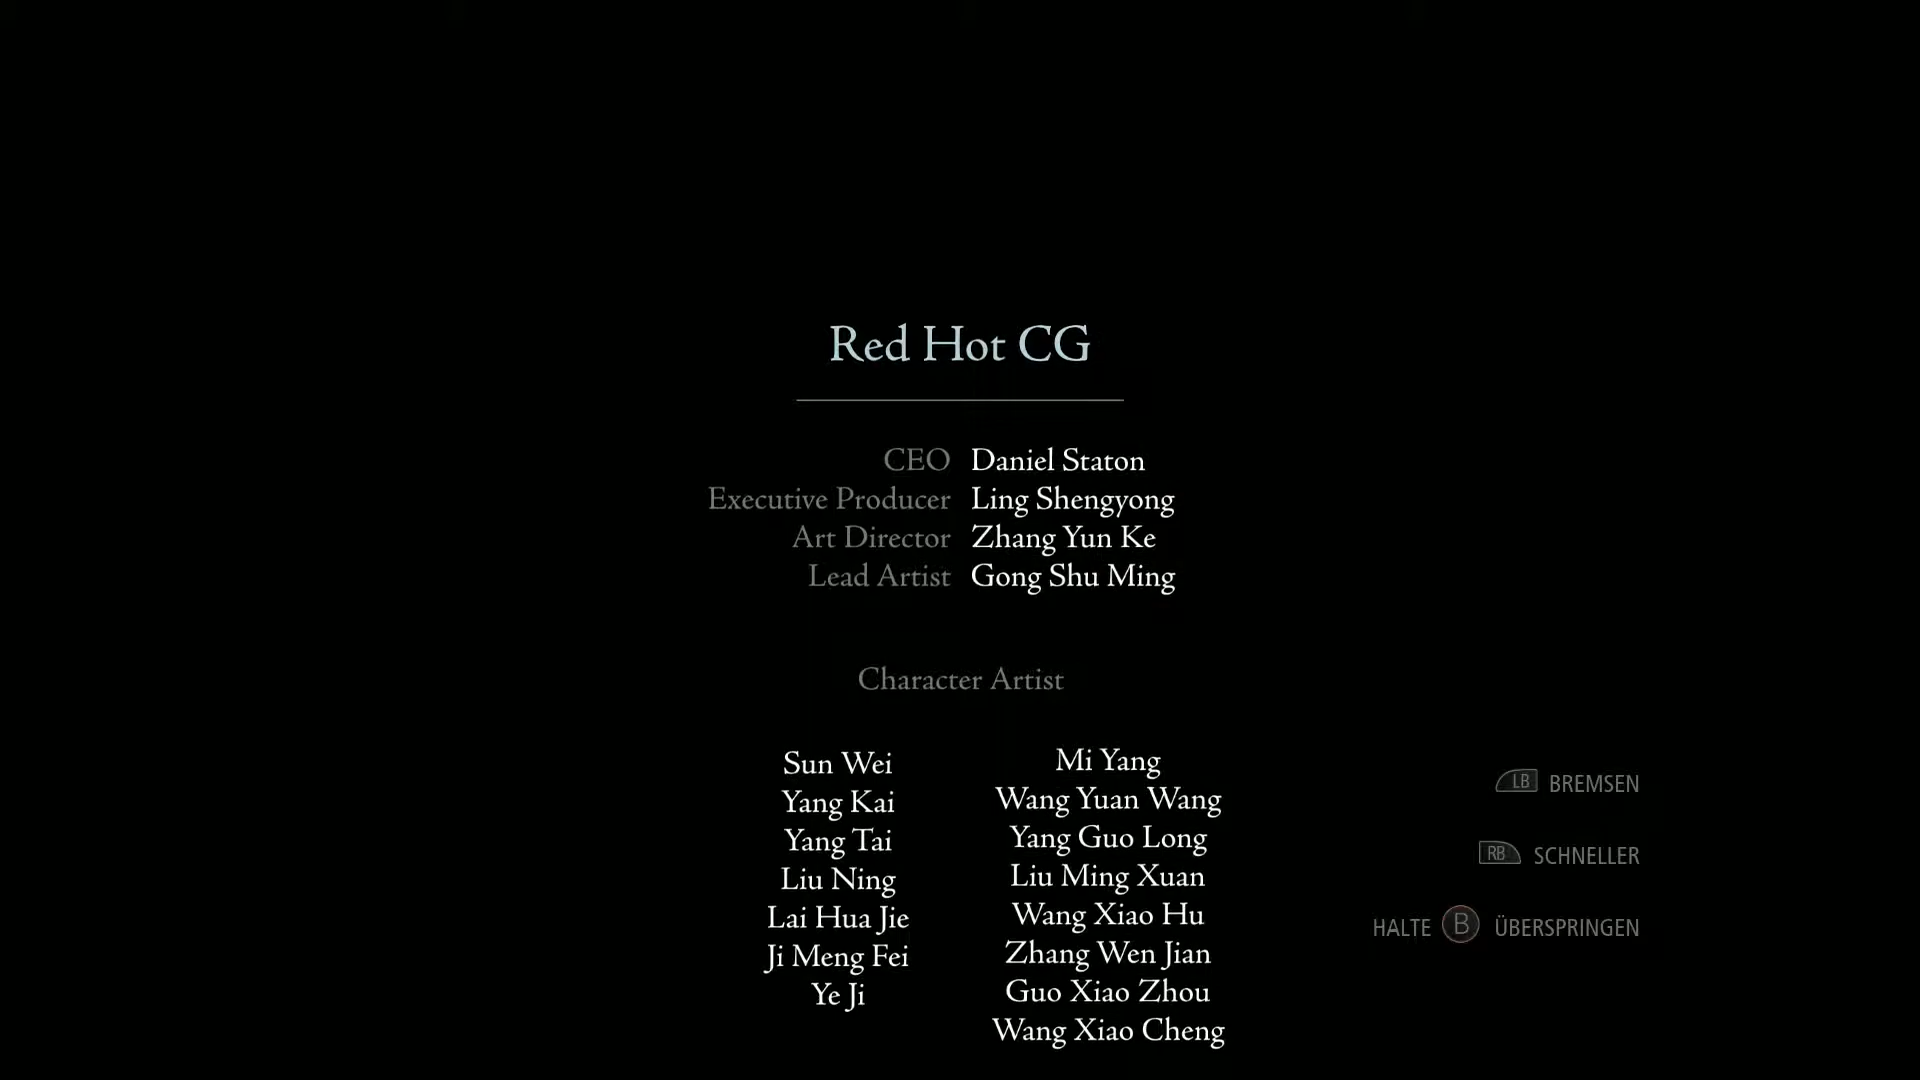 Red Hot CG
CEO Daniel Staton
Executive Producer Ling Shengyong
Art Director Zhang Yun Ke
Lead Artist Gong Shu Ming
Character Artist
Sun Wei
Yang Kai
Yang Tai
Liu Ning
Lai Hua Jie
Ji Meng Fei
Ye Ji
Mi Yang
Wang Yuan Wang
Yang Guo Long
Liu Ming Xuan
Wang Xiao Hu
Zhang Wen Jian
Guo Xiao Zhou
Wang Xiao Cheng
LB BREMSEN
RB SCHNELLER
HALTE B ÜBERSPRINGEN